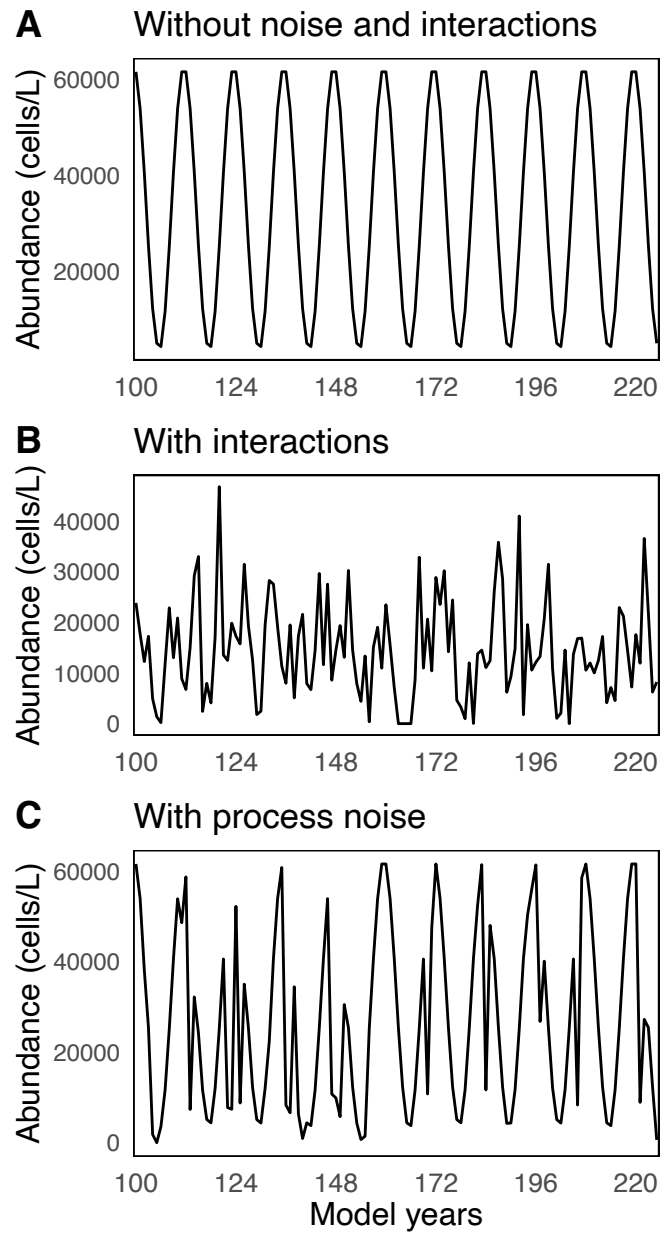 A Without noise and interactions
Abundance (cells/L)
60000
40000
20000
100 124 148 172 196 220
B With interactions
Abundance (cells/L)
40000
30000
20000
10000
0
100 124 148 172 196 220
C With process noise
Abundance (cells/L)
60000
40000
20000
0
100 124 148 172 196 220
Model years